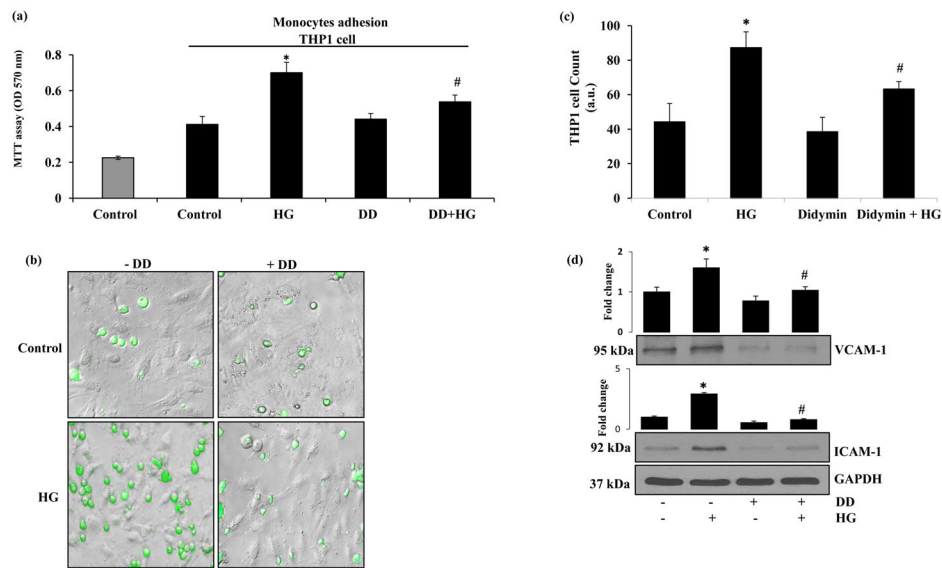 (a)
Monocytes adhesion
THP1 cell
MTT assay (OD 570 nm)
0.8
0.6
0.4
0.2
0
*
#
Control Control HG DD DD+HG
(c)
THP1 cell Count
(a.u.)
100
80
60
40
20
0
*
#
Control HG Didymin Didymin + HG
(b)
- DD + DD
Control
HG
(d)
Fold change
2
1
0
*
#
95 kDa VCAM-1
Fold change
5
0
*
#
92 kDa ICAM-1
37 kDa GAPDH
- - + + DD
- + - + HG